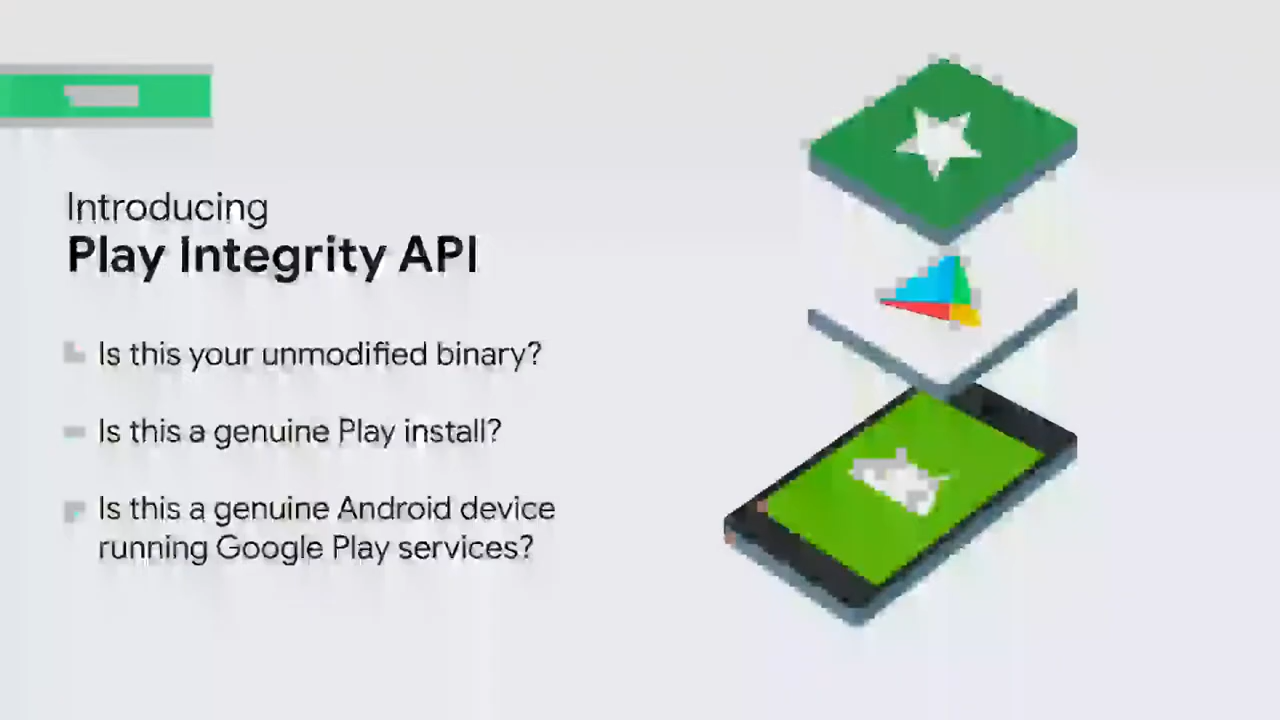 Introducing
Play Integrity API
Is this your unmodified binary?
Is this a genuine Play install?
Is this a genuine Android device
running Google Play services?